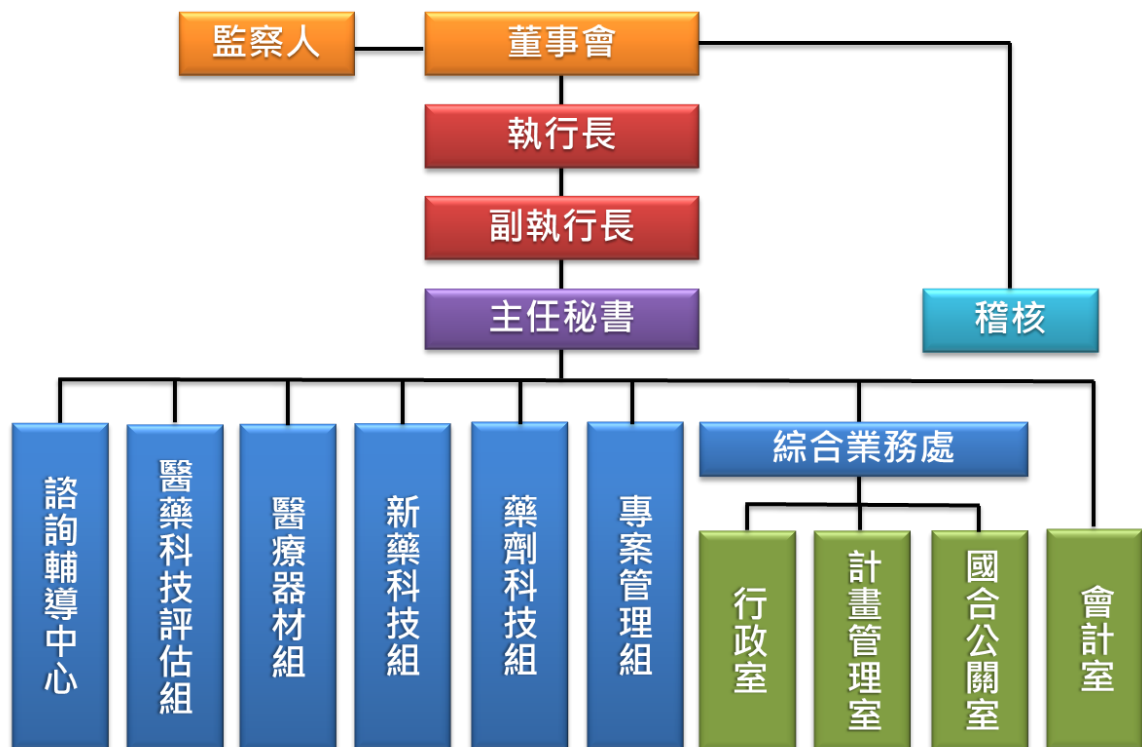 監察人
董事會
執行長
副執行長
主任秘書
稽核
諮詢輔導中心
醫藥科技評估組
醫療器材組
新藥科技組
藥劑科技組
專案管理組
綜合業務處
行政室
計畫管理室
國合公關室
會計室